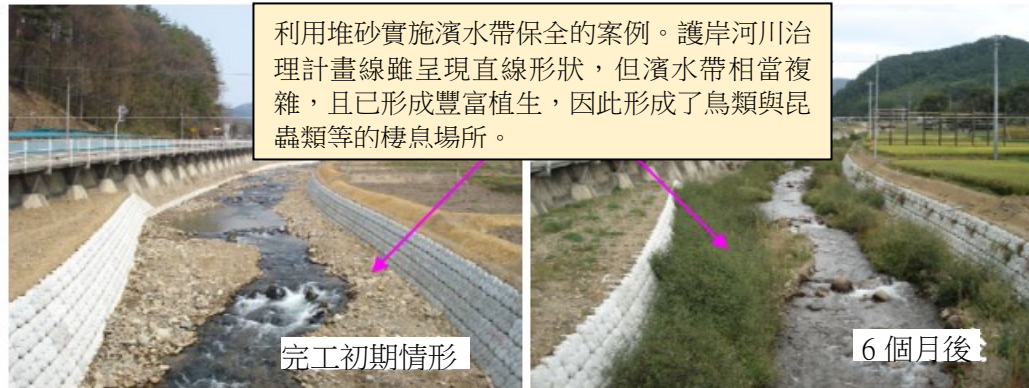 利用堆砂實施濱水帶保全的案例。護岸河川治
理計畫線雖呈現直線形狀，但濱水帶相當複
雜，且已形成豐富植生，因此形成了鳥類與昆
蟲類等的棲息場所。
完工初期情形
6 個月後